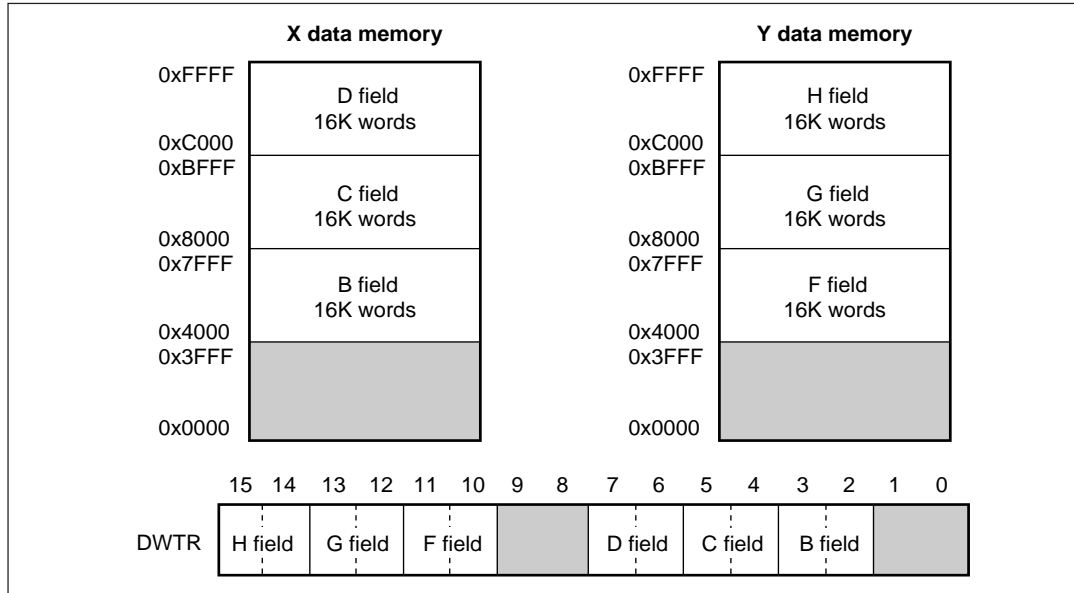 X data memory
0xFFFF
D field
16K words
0xC000
0xBFFF
C field
16K words
0x8000
0x7FFF
B field
16K words
0x4000
0x3FFF
0x0000
Y data memory
0xFFFF
H field
16K words
0xC000
0xBFFF
G field
16K words
0x8000
0x7FFF
F field
16K words
0x4000
0x3FFF
0x0000
15 14 13 12 11 10 9 8 7 6 5 4 3 2 1 0
DWTR H field G field F field D field C field B field